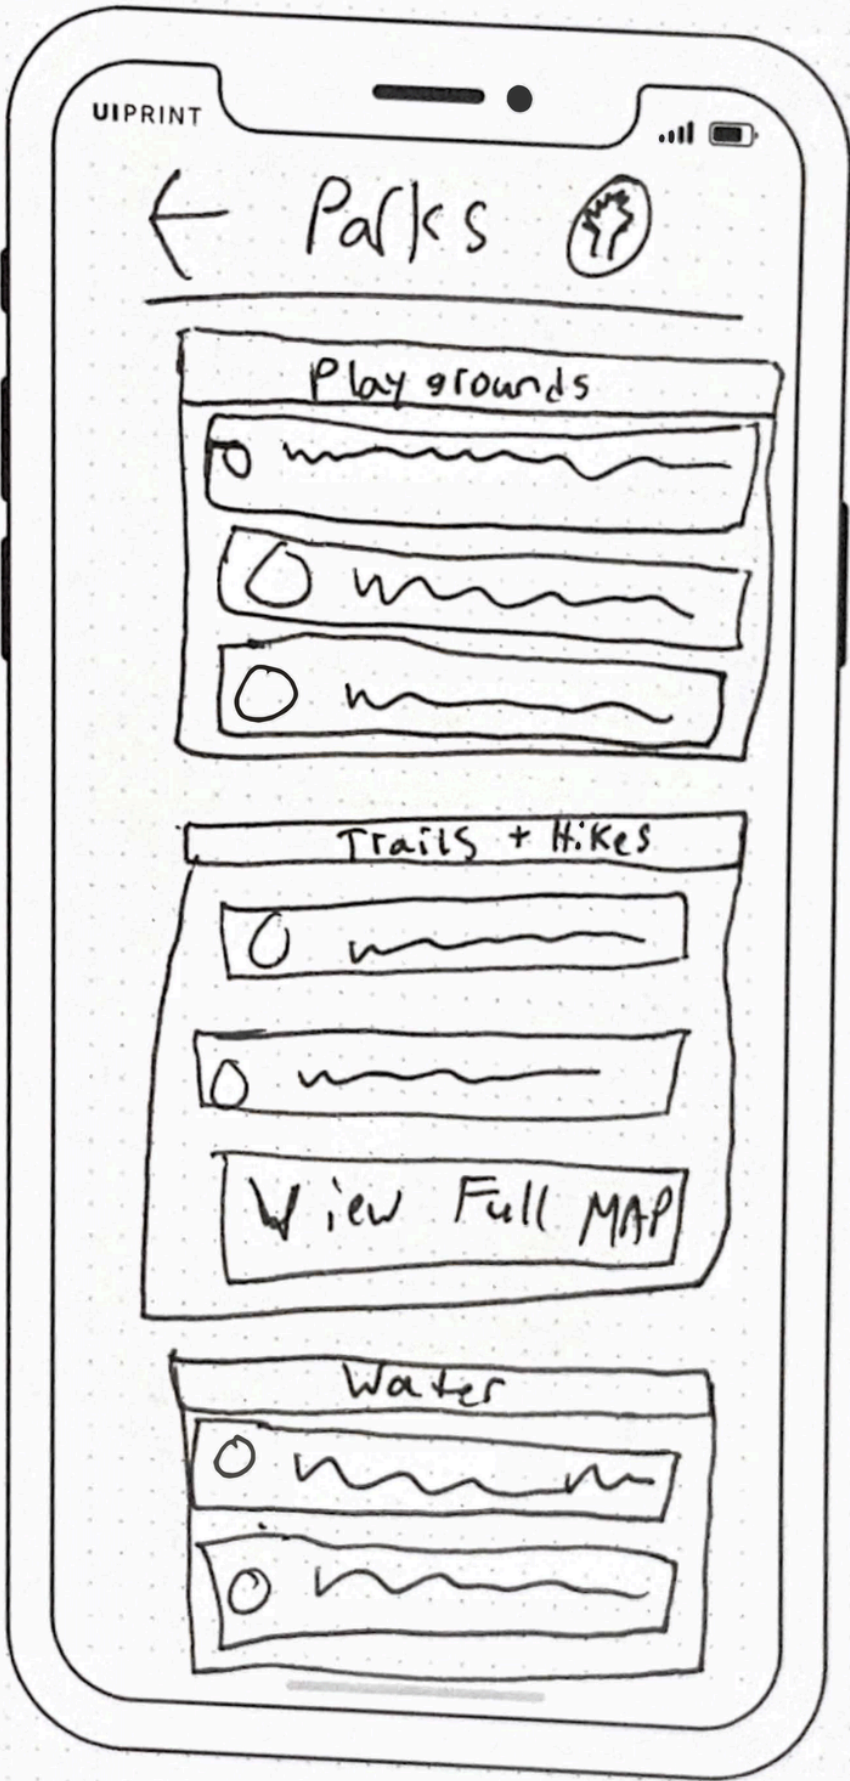 UIPRINT
Parks
Playgrounds
Trails + Hikes
View Full MAP
Water